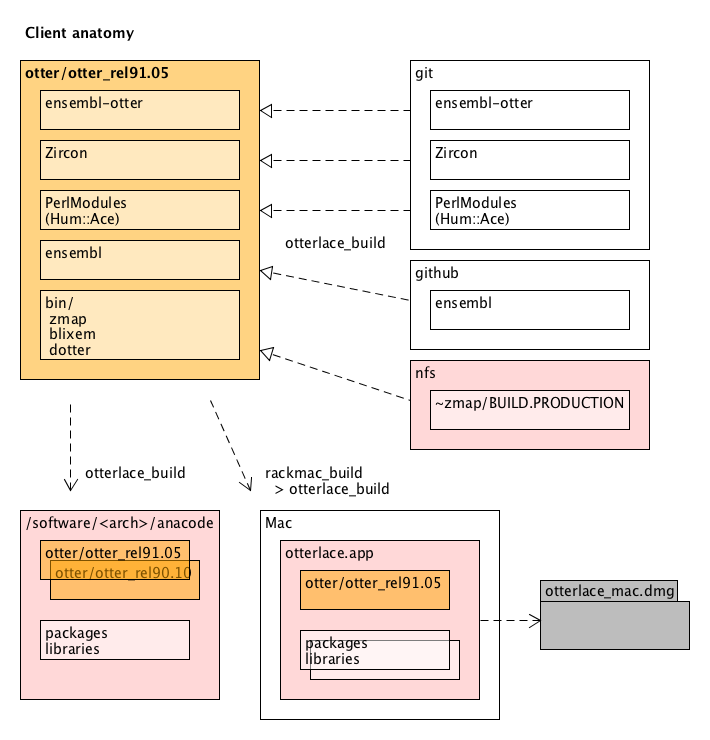 Client anatomy
otter/otter_rel91.05
ensembl-otter
Zircon
PerlModules
(Hum::Ace)
ensembl
bin/
zmap
blixem
dotter
git
ensembl-otter
Zircon
PerlModules
(Hum::Ace)
otterlace_build
github
ensembl
nfs
~zmap/BUILD.PRODUCTION
otterlace_build
rackmac_build
> otterlace_build
/software/<arch>/anacode
otter/otter_rel91.05
otter/otter_rel90.10
packages
libraries
Mac
otterlace.app
otter/otter_rel91.05
packages
libraries
otterlace_mac.dmg